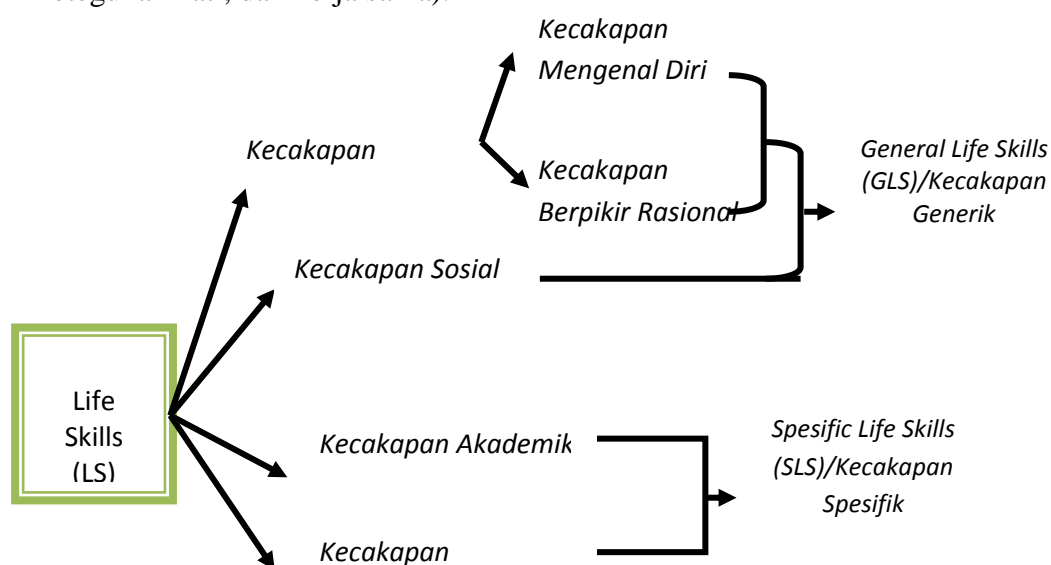 Kecakapan
Mengenal Diri
Kecakapan
Kecakapan
Berpikir Rasional
General Life Skills
(GLS)/Kecakapan
Generik
Kecakapan Sosial
Life
Skills
(LS)
Kecakapan Akademik
Spesific Life Skills
(SLS)/Kecakapan
Spesifik
Kecakapan